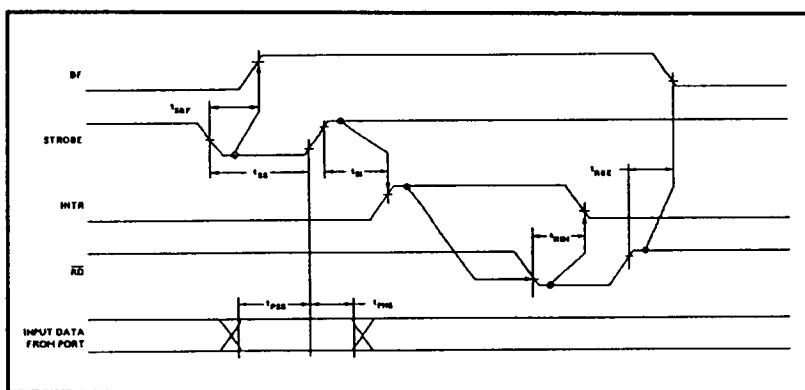 BF
tSBF
STROBE
tSS
tSI
tRBE
INTR
tRDI
RD
tPSS
tPHS
INPUT DATA
FROM PORT